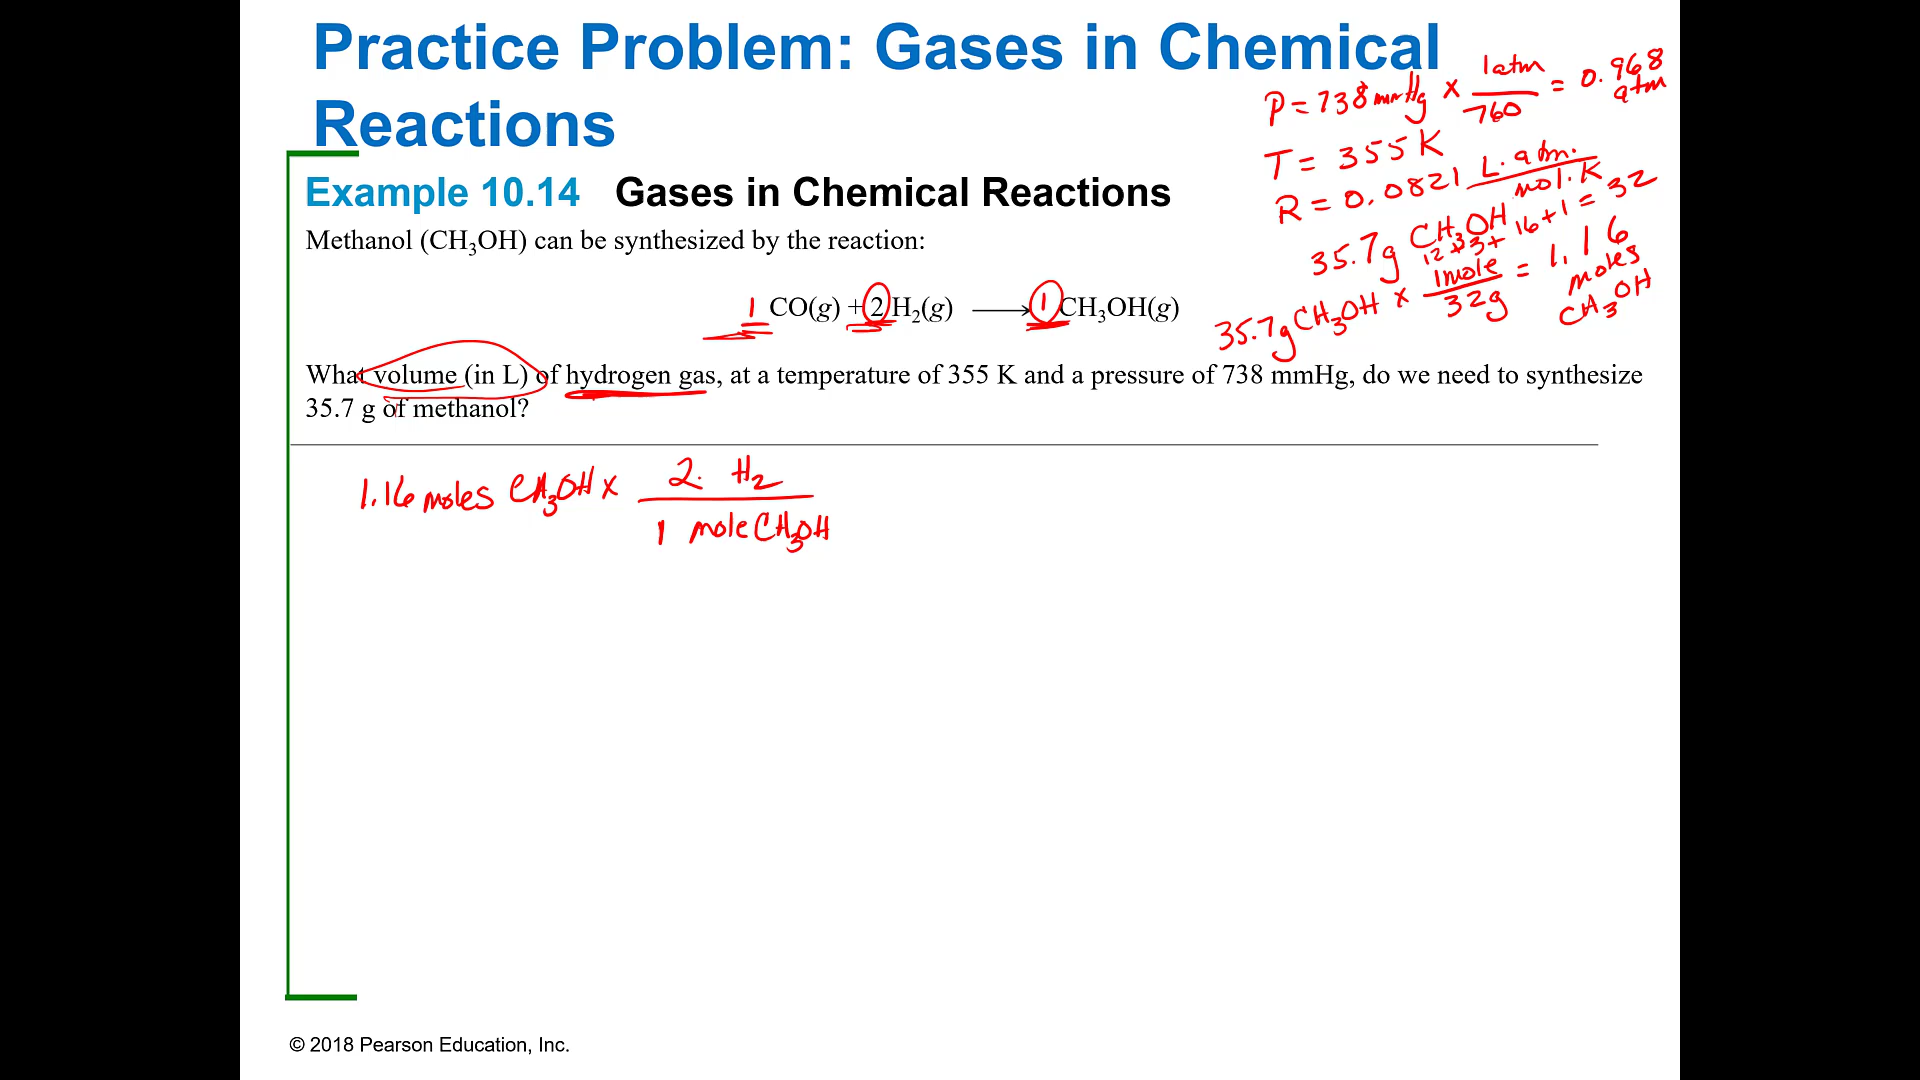 Practice Problem: Gases in Chemical
Reactions
P = 738 mmHg x 1 atm / 760 = 0.968 atm
T = 355 K
R = 0.0821 L. atm. / mol. K
35.7g CH₃OH
12 + 3 + 16 + 1 = 32
35.7g CH₃OH x 1 mole / 32g = 1.16 moles CH₃OH
Example 10.14 Gases in Chemical Reactions
Methanol (CH₃OH) can be synthesized by the reaction:
1 CO(g) + 2 H₂(g) ⟶ 1 CH₃OH(g)
What volume (in L) of hydrogen gas, at a temperature of 355 K and a pressure of 738 mmHg, do we need to synthesize
35.7 g of methanol?
1.16 moles CH₃OH x 2. H₂ / 1 mole CH₃OH
© 2018 Pearson Education, Inc.